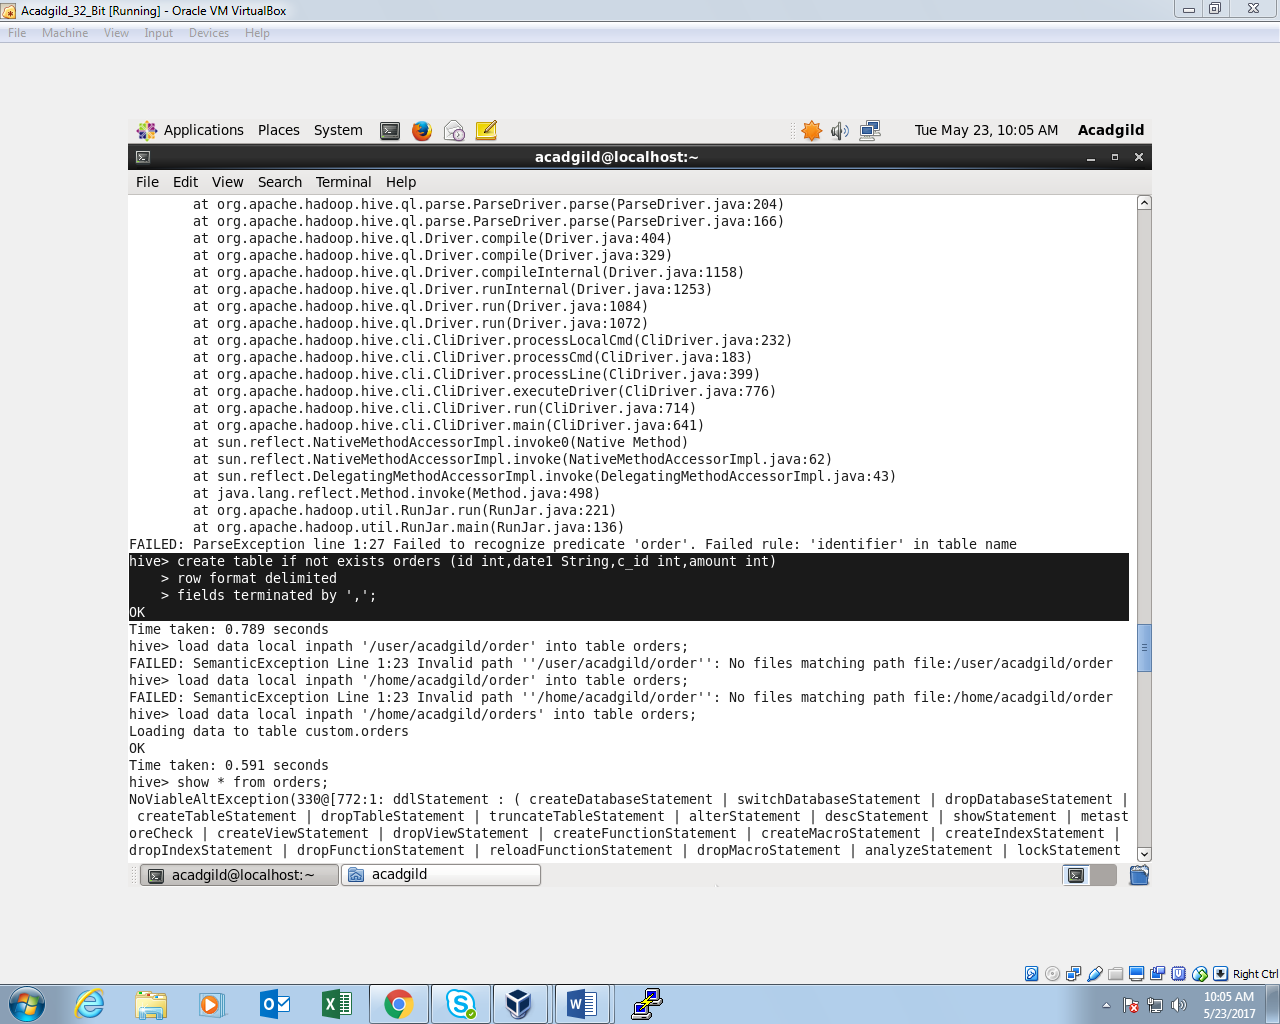 Acadgild_32_Bit [Running] - Oracle VM VirtualBox
File Machine View Input Devices Help
Applications Places System Tue May 23, 10:05 AM Acadgild
acadgild@localhost:~
File Edit View Search Terminal Help
at org.apache.hadoop.hive.ql.parse.ParseDriver.parse(ParseDriver.java:204)
at org.apache.hadoop.hive.ql.parse.ParseDriver.parse(ParseDriver.java:166)
at org.apache.hadoop.hive.ql.Driver.compile(Driver.java:404)
at org.apache.hadoop.hive.ql.Driver.compile(Driver.java:329)
at org.apache.hadoop.hive.ql.Driver.compileInternal(Driver.java:1158)
at org.apache.hadoop.hive.ql.Driver.runInternal(Driver.java:1253)
at org.apache.hadoop.hive.ql.Driver.run(Driver.java:1084)
at org.apache.hadoop.hive.ql.Driver.run(Driver.java:1072)
at org.apache.hadoop.hive.cli.CliDriver.processLocalCmd(CliDriver.java:232)
at org.apache.hadoop.hive.cli.CliDriver.processCmd(CliDriver.java:183)
at org.apache.hadoop.hive.cli.CliDriver.processLine(CliDriver.java:399)
at org.apache.hadoop.hive.cli.CliDriver.executeDriver(CliDriver.java:776)
at org.apache.hadoop.hive.cli.CliDriver.run(CliDriver.java:714)
at org.apache.hadoop.hive.cli.CliDriver.main(CliDriver.java:641)
at sun.reflect.NativeMethodAccessorImpl.invoke0(Native Method)
at sun.reflect.NativeMethodAccessorImpl.invoke(NativeMethodAccessorImpl.java:62)
at sun.reflect.DelegatingMethodAccessorImpl.invoke(DelegatingMethodAccessorImpl.java:43)
at java.lang.reflect.Method.invoke(Method.java:498)
at org.apache.hadoop.util.RunJar.run(RunJar.java:221)
at org.apache.hadoop.util.RunJar.main(RunJar.java:136)
FAILED: ParseException line 1:27 Failed to recognize predicate 'order'. Failed rule: 'identifier' in table name
hive> create table if not exists orders (id int,date1 String,c_id int,amount int)
> row format delimited
> fields terminated by ',';
OK
Time taken: 0.789 seconds
hive> load data local inpath '/user/acadgild/order' into table orders;
FAILED: SemanticException Line 1:23 Invalid path ''/user/acadgild/order'': No files matching path file:/user/acadgild/order
hive> load data local inpath '/home/acadgild/order' into table orders;
FAILED: SemanticException Line 1:23 Invalid path ''/home/acadgild/order'': No files matching path file:/home/acadgild/order
hive> load data local inpath '/home/acadgild/orders' into table orders;
Loading data to table custom.orders
OK
Time taken: 0.591 seconds
hive> show * from orders;
NoViableAltException(330@[772:1: ddlStatement : ( createDatabaseStatement | switchDatabaseStatement | dropDatabaseStatement |
createTableStatement | dropTableStatement | truncateTableStatement | alterStatement | descStatement | showStatement | metast
oreCheck | createViewStatement | dropViewStatement | createFunctionStatement | createMacroStatement | createIndexStatement |
dropIndexStatement | dropFunctionStatement | reloadFunctionStatement | dropMacroStatement | analyzeStatement | lockStatement
acadgild@localhost:~ acadgild
Right Ctrl
10:05 AM
5/23/2017